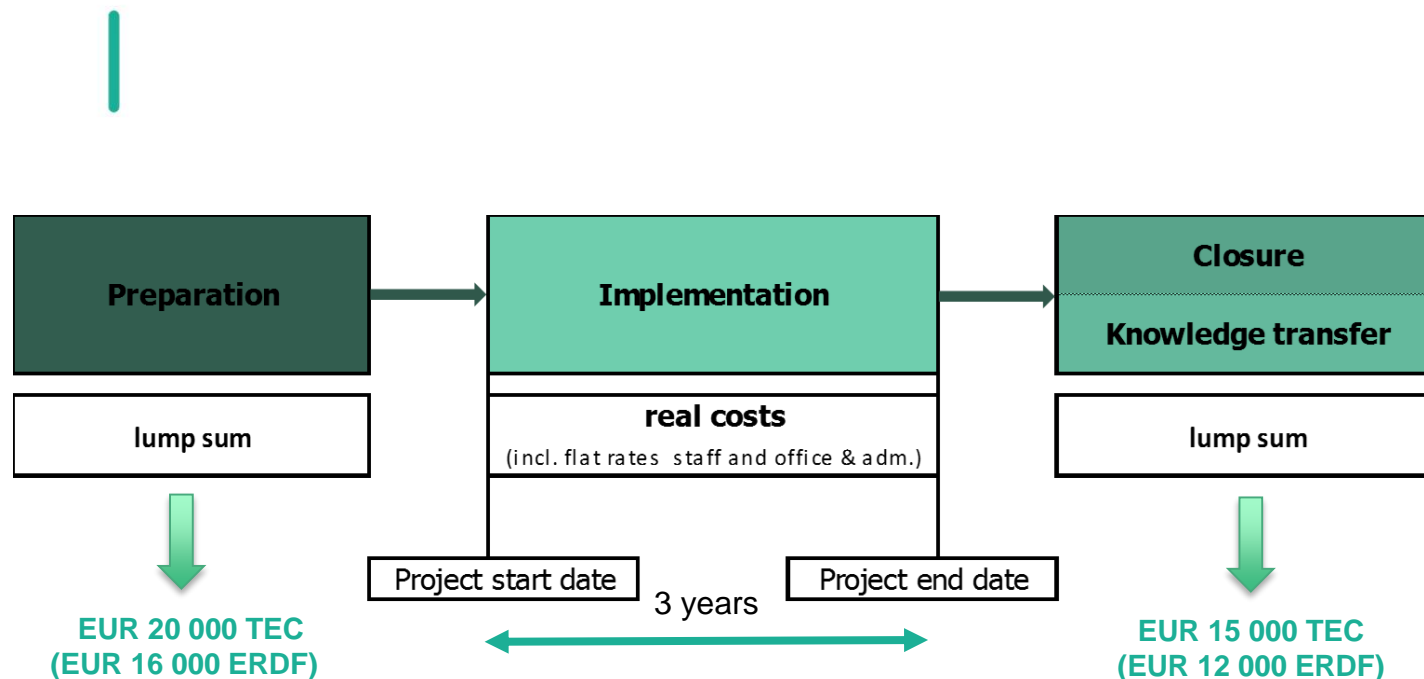 Preparation
Implementation
Closure
Knowledge transfer
lump sum
real costs
(incl. flat rates staff and office & adm.)
lump sum
Project start date
3 years
Project end date
EUR 20 000 TEC
(EUR 16 000 ERDF)
EUR 15 000 TEC
(EUR 12 000 ERDF)